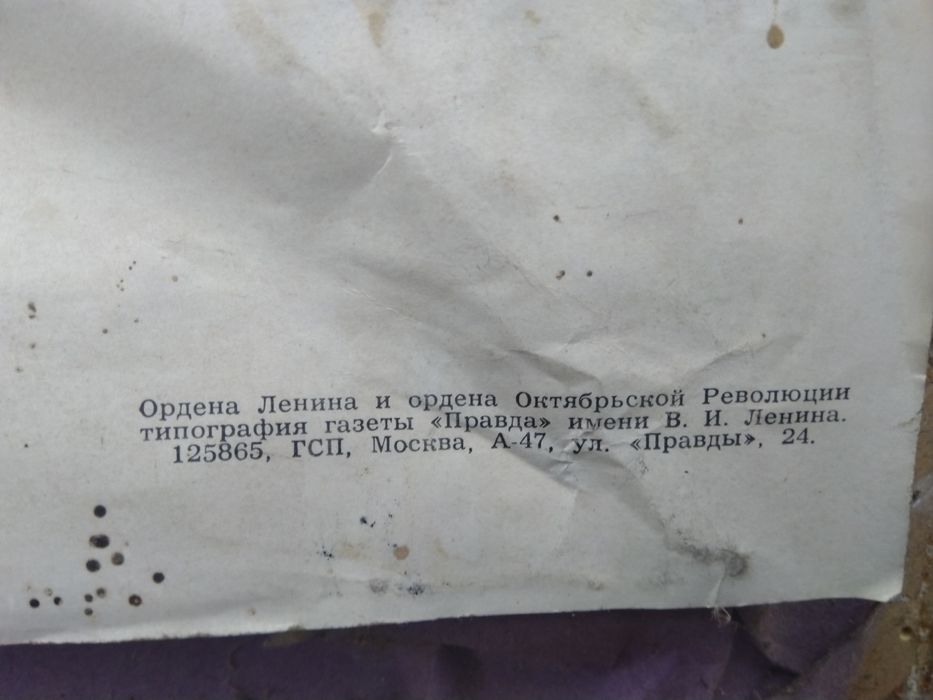 Ордена Ленина и ордена Октябрьской Революции
типография газеты «Правда» имени В. И. Ленина.
125865, ГСП, Москва, А-47, ул. «Правды», 24.